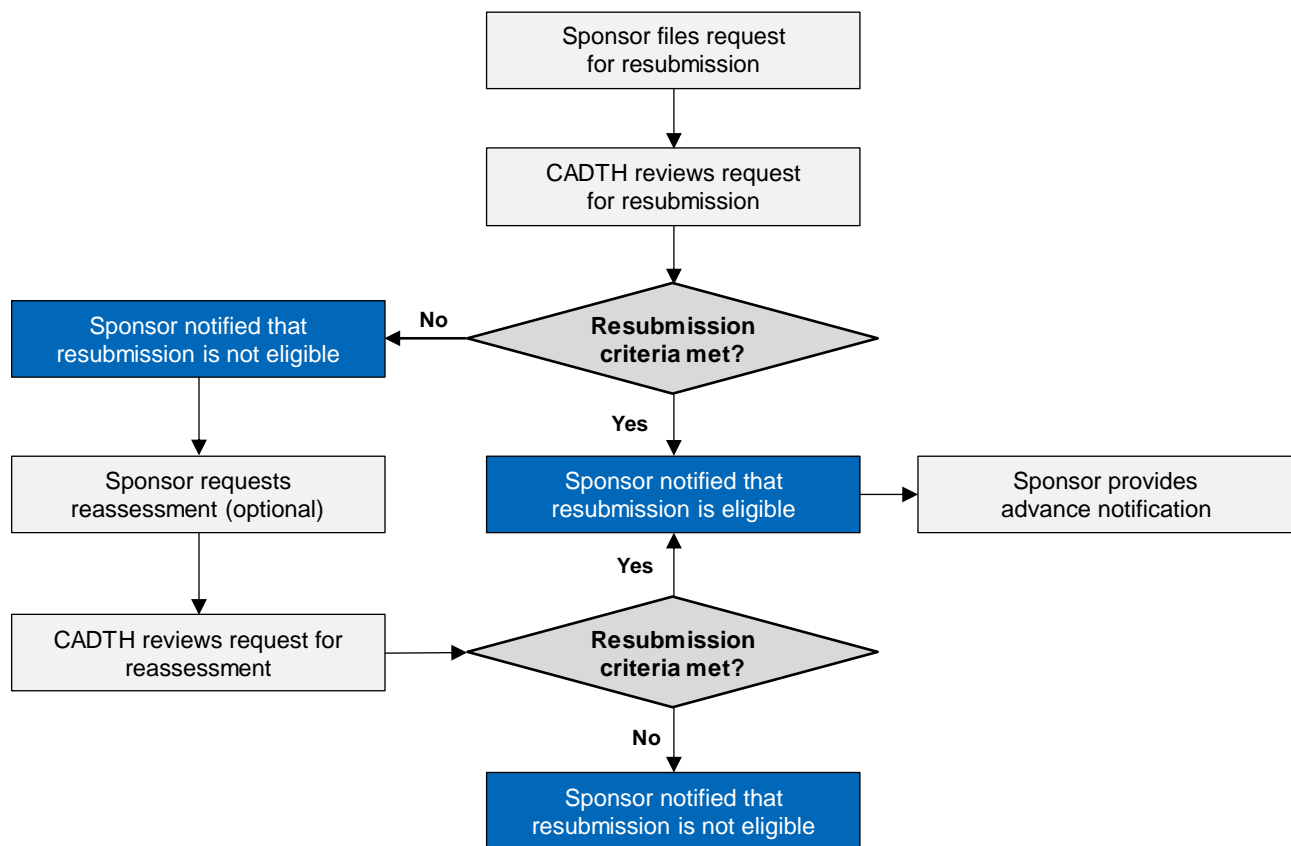 Sponsor files request
for resubmission
CADTH reviews request
for resubmission
Resubmission
criteria met?
No
Sponsor notified that
resubmission is not eligible
Yes
Sponsor requests
reassessment (optional)
Sponsor notified that
resubmission is eligible
Sponsor provides
advance notification
Yes
CADTH reviews request for
reassessment
Resubmission
criteria met?
No
Sponsor notified that
resubmission is not eligible